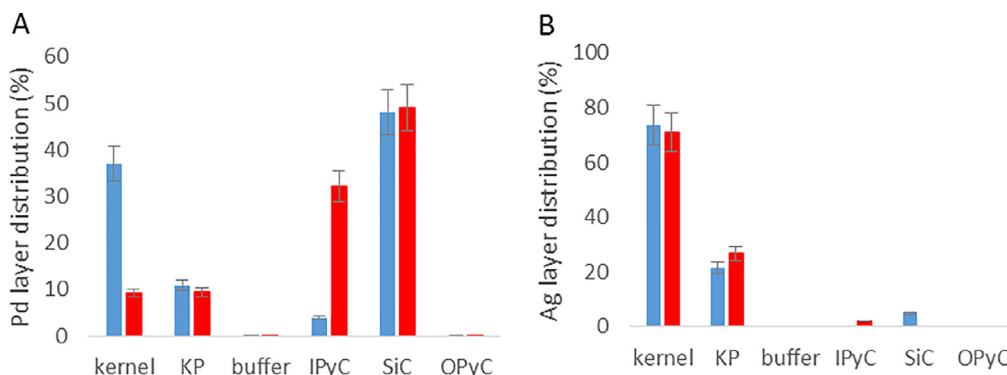 A
Pd layer distribution (%)
60
50
40
30
20
10
0
kernel KP buffer IPyC SiC OPyC
B
Ag layer distribution (%)
100
80
60
40
20
0
kernel KP buffer IPyC SiC OPyC